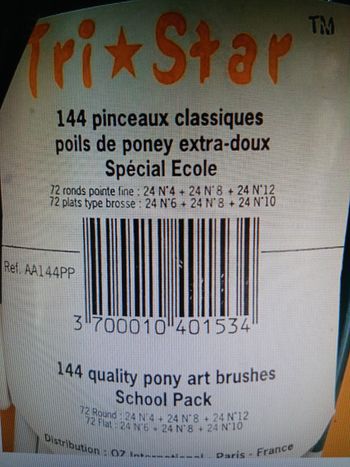 Tri★Star TM
144 pinceaux classiques
poils de poney extra-doux
Spécial Ecole
72 ronds pointe fine : 24 N°4 + 24 N°8 + 24 N°12
72 plats type brosse : 24 N°6 + 24 N°8 + 24 N°10
Ref. AA144PP
3 700010 401534
144 quality pony art brushes
School Pack
72 Round : 24 N°4 + 24 N°8 + 24 N°12
72 Flat : 24 N°6 + 24 N°8 + 24 N°10
Distribution : OZ International - Paris - France